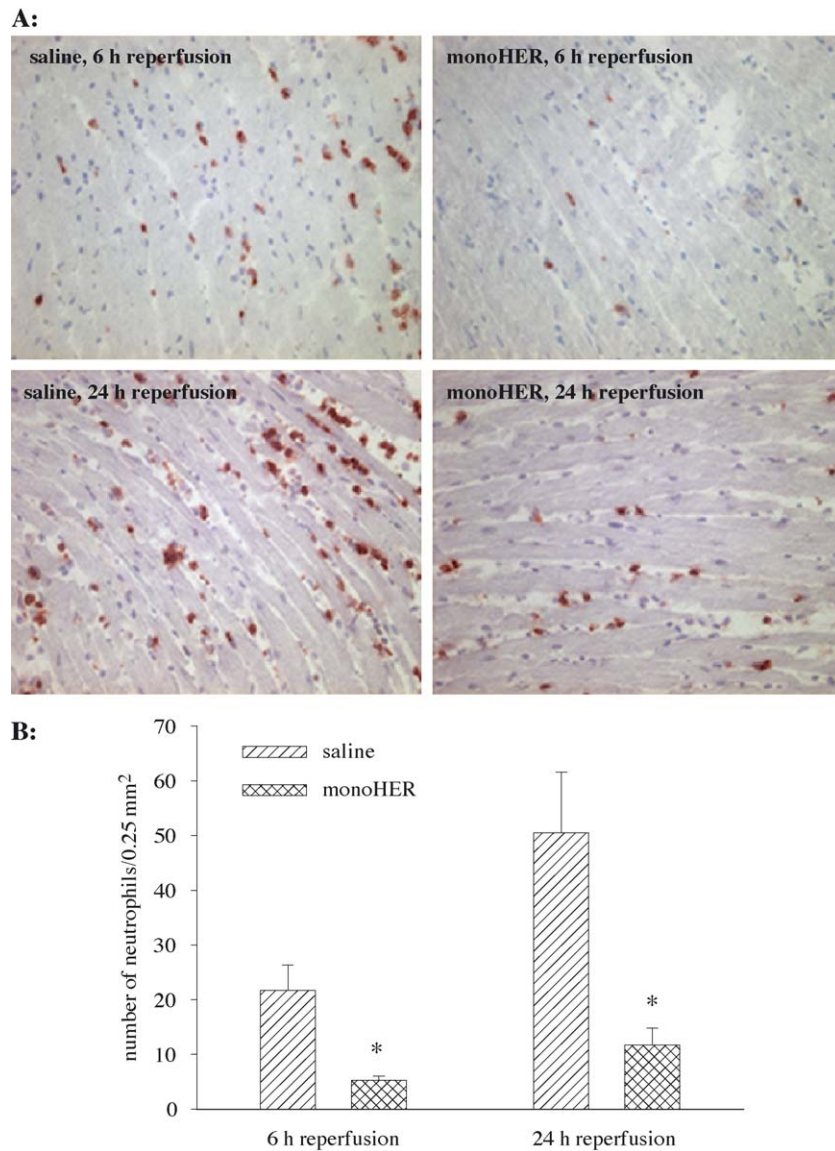 A:
saline, 6 h reperfusion
monoHER, 6 h reperfusion
saline, 24 h reperfusion
monoHER, 24 h reperfusion
B:
number of neutrophils/0.25 mm²
70
60
50
40
30
20
10
0
saline
monoHER
*
*
6 h reperfusion
24 h reperfusion